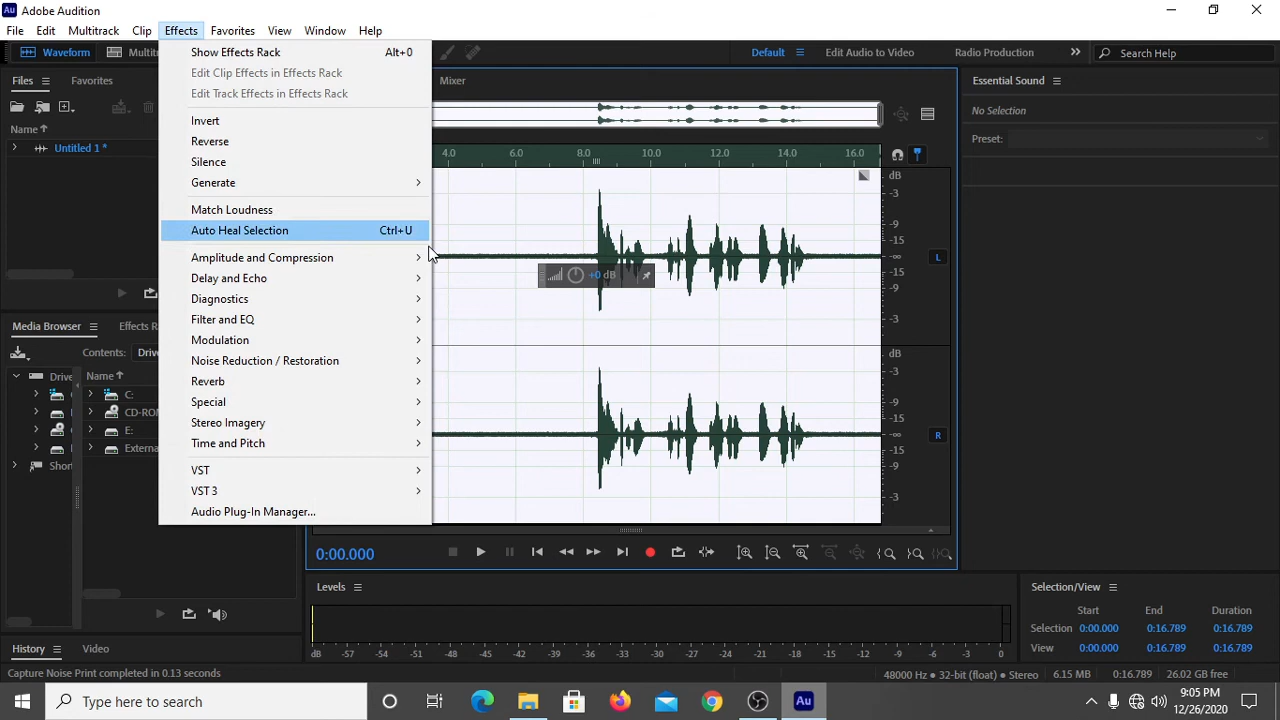 Au Adobe Audition
File Edit Multitrack Clip Effects Favorites View Window Help
Waveform Multit Default Edit Audio to Video Radio Production Search Help
Files Favorites Mixer Essential Sound
No Selection
Preset:
Name
Untitled 1 *
Show Effects Rack Alt+0
Edit Clip Effects in Effects Rack
Edit Track Effects in Effects Rack
Invert
Reverse
Silence
Generate
Match Loudness
Auto Heal Selection Ctrl+U
Amplitude and Compression
Delay and Echo
Diagnostics
Filter and EQ
Modulation
Noise Reduction / Restoration
Reverb
Special
Stereo Imagery
Time and Pitch
VST
VST 3
Audio Plug-In Manager...
4.0 6.0 8.0 10.0 12.0 14.0 16.0
dB
-3
-9
-15
-∞
-15
-9
-3
L
+0 dB
dB
-3
-9
-15
-∞
-15
-9
-3
R
Media Browser Effects R
Contents: Drive
Drive Name
C:
CD-ROM
E:
External
Short
0:00.000
Levels
dB -57 -54 -51 -48 -45 -42 -39 -36 -33 -30 -27 -24 -21 -18 -15 -12 -9 -6 -3 0
Selection/View
Start End Duration
Selection 0:00.000 0:16.789 0:16.789
View 0:00.000 0:16.789 0:16.789
History Video
Capture Noise Print completed in 0.13 seconds
48000 Hz • 32-bit (float) • Stereo 6.15 MB 0:16.789 26.02 GB free
Type here to search
Au
9:05 PM
12/26/2020